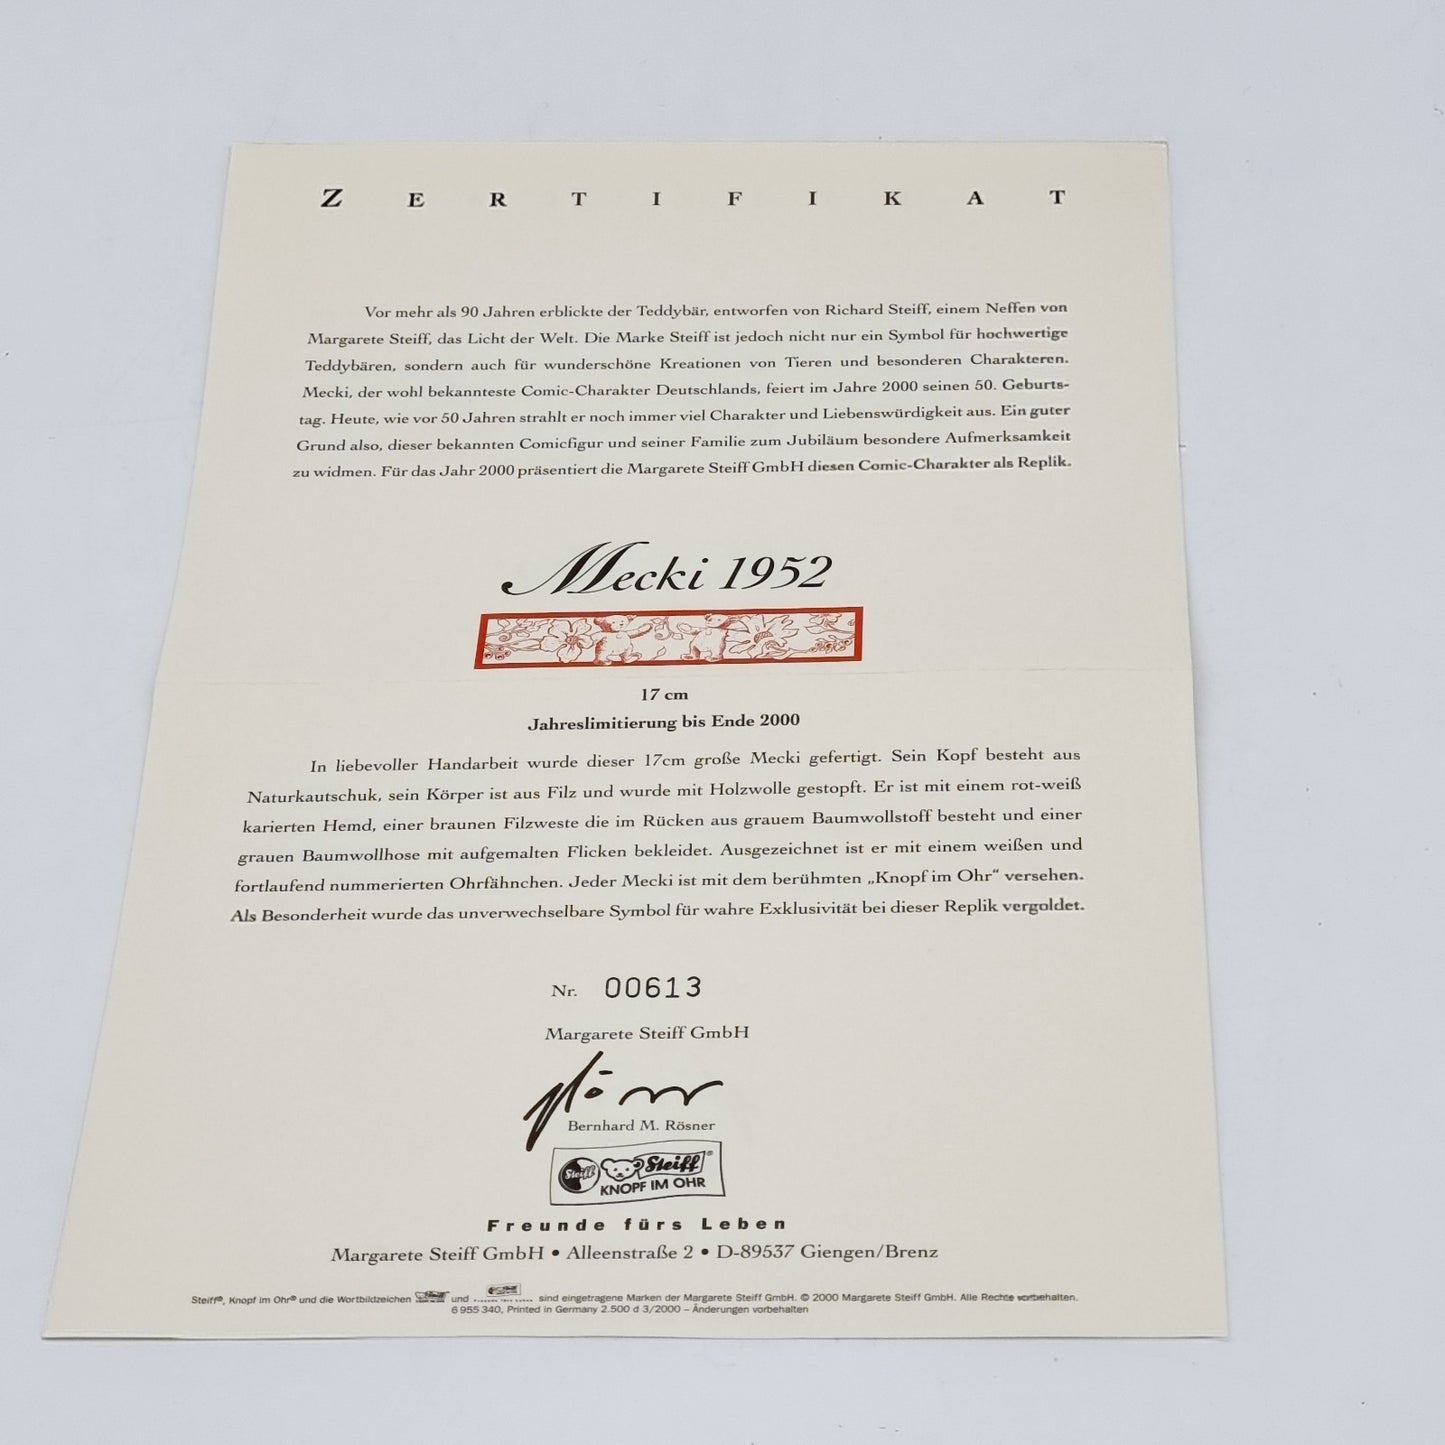 ZERTIFIKAT
Vor mehr als 90 Jahren erblickte der Teddybär, entworfen von Richard Steiff, einem Neffen von
Margarete Steiff, das Licht der Welt. Die Marke Steiff ist jedoch nicht nur ein Symbol für hochwertige
Teddybären, sondern auch für wunderschöne Kreationen von Tieren und besonderen Charakteren.
Mecki, der wohl bekannteste Comic-Charakter Deutschlands, feiert im Jahre 2000 seinen 50. Geburts-
tag. Heute, wie vor 50 Jahren strahlt er noch immer viel Charakter und Liebenswürdigkeit aus. Ein guter
Grund also, dieser bekannten Comicfigur und seiner Familie zum Jubiläum besondere Aufmerksamkeit
zu widmen. Für das Jahr 2000 präsentiert die Margarete Steiff GmbH diesen Comic-Charakter als Replik.
Mecki 1952
17 cm
Jahreslimitierung bis Ende 2000
In liebevoller Handarbeit wurde dieser 17cm große Mecki gefertigt. Sein Kopf besteht aus
Naturkautschuk, sein Körper ist aus Filz und wurde mit Holzwolle gestopft. Er ist mit einem rot-weiß
karierten Hemd, einer braunen Filzweste die im Rücken aus grauem Baumwollstoff besteht und einer
grauen Baumwollhose mit aufgemalten Flicken bekleidet. Ausgezeichnet ist er mit einem weißen und
fortlaufend nummerierten Ohrfähnchen. Jeder Mecki ist mit dem berühmten „Knopf im Ohr“ versehen.
Als Besonderheit wurde das unverwechselbare Symbol für wahre Exklusivität bei dieser Replik vergoldet.
Nr. 00613
Margarete Steiff GmbH
Bernhard M. Rösner
Steiff Steiff®
KNOPF IM OHR
Freunde fürs Leben
Margarete Steiff GmbH • Alleenstraße 2 • D-89537 Giengen/Brenz
Steiff®, Knopf im Ohr® und die Wortbildzeichen und sind eingetragene Marken der Margarete Steiff GmbH. © 2000 Margarete Steiff GmbH. Alle Rechte vorbehalten.
6 955 340, Printed in Germany 2.500 d 3/2000 – Änderungen vorbehalten